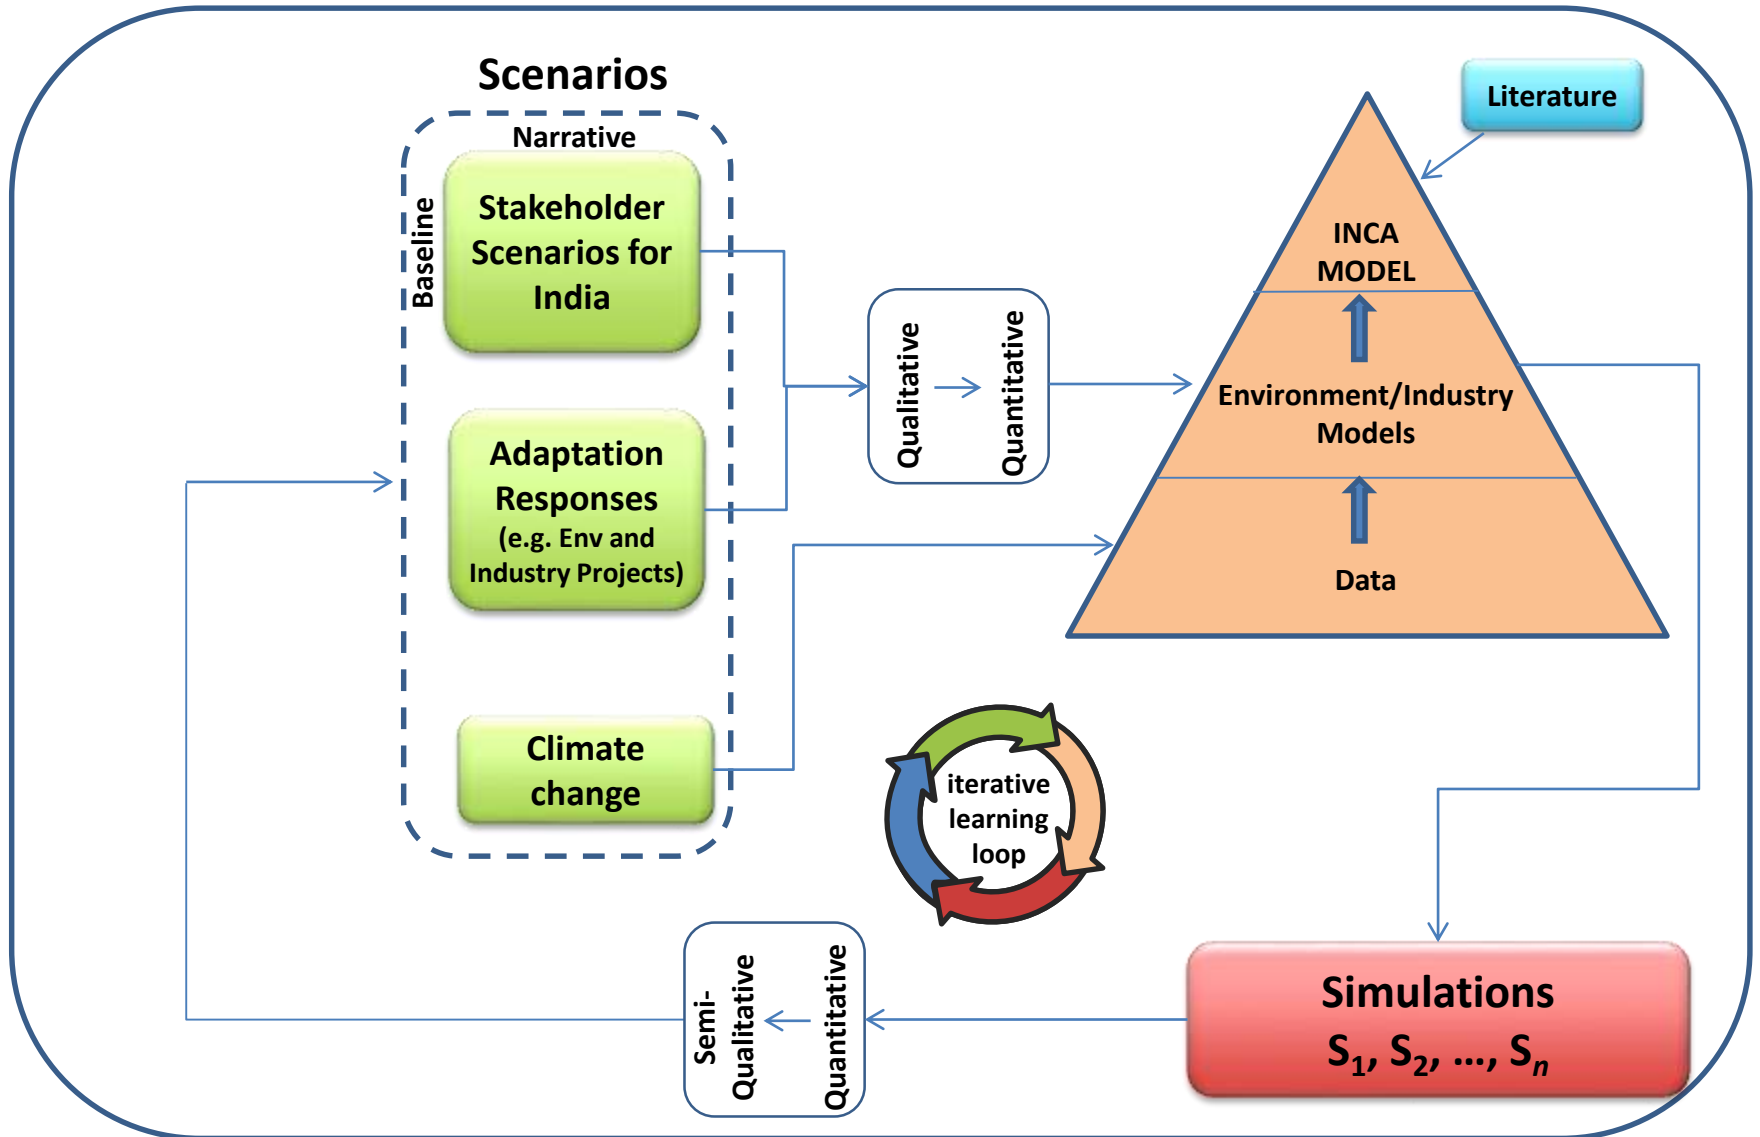 Scenarios
Narrative
Baseline
Stakeholder
Scenarios for
India
Adaptation
Responses
(e.g. Env and
Industry Projects)
Climate
change
Qualitative
Quantitative
Literature
INCA
MODEL
Environment/Industry
Models
Data
iterative
learning
loop
Semi-
Qualitative
Quantitative
Simulations
S1, S2, ..., Sn